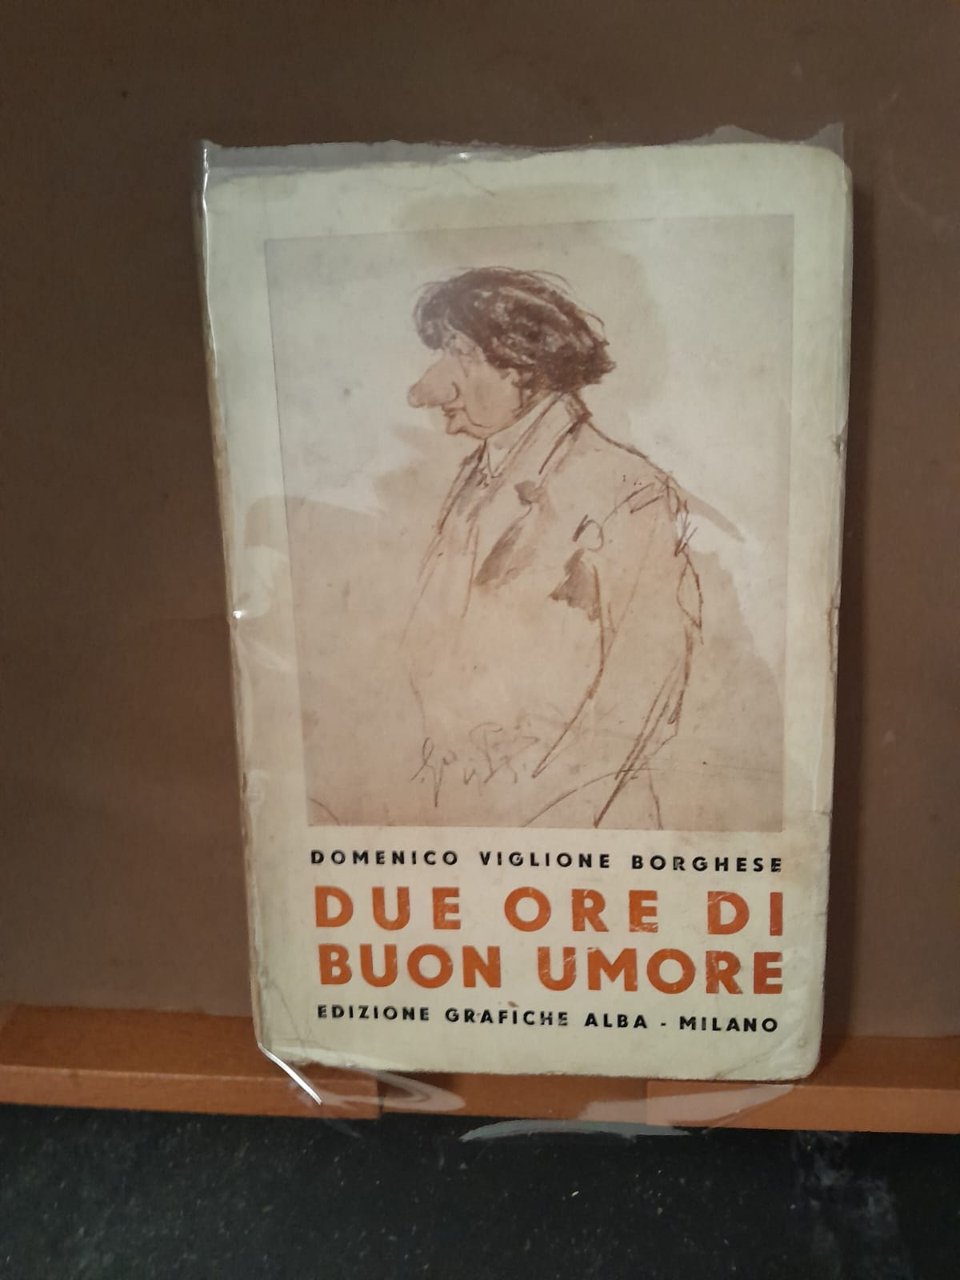 DOMENICO VIGLIONE BORGHESE
DUE ORE DI
BUON UMORE
EDIZIONE GRAFICHE ALBA - MILANO